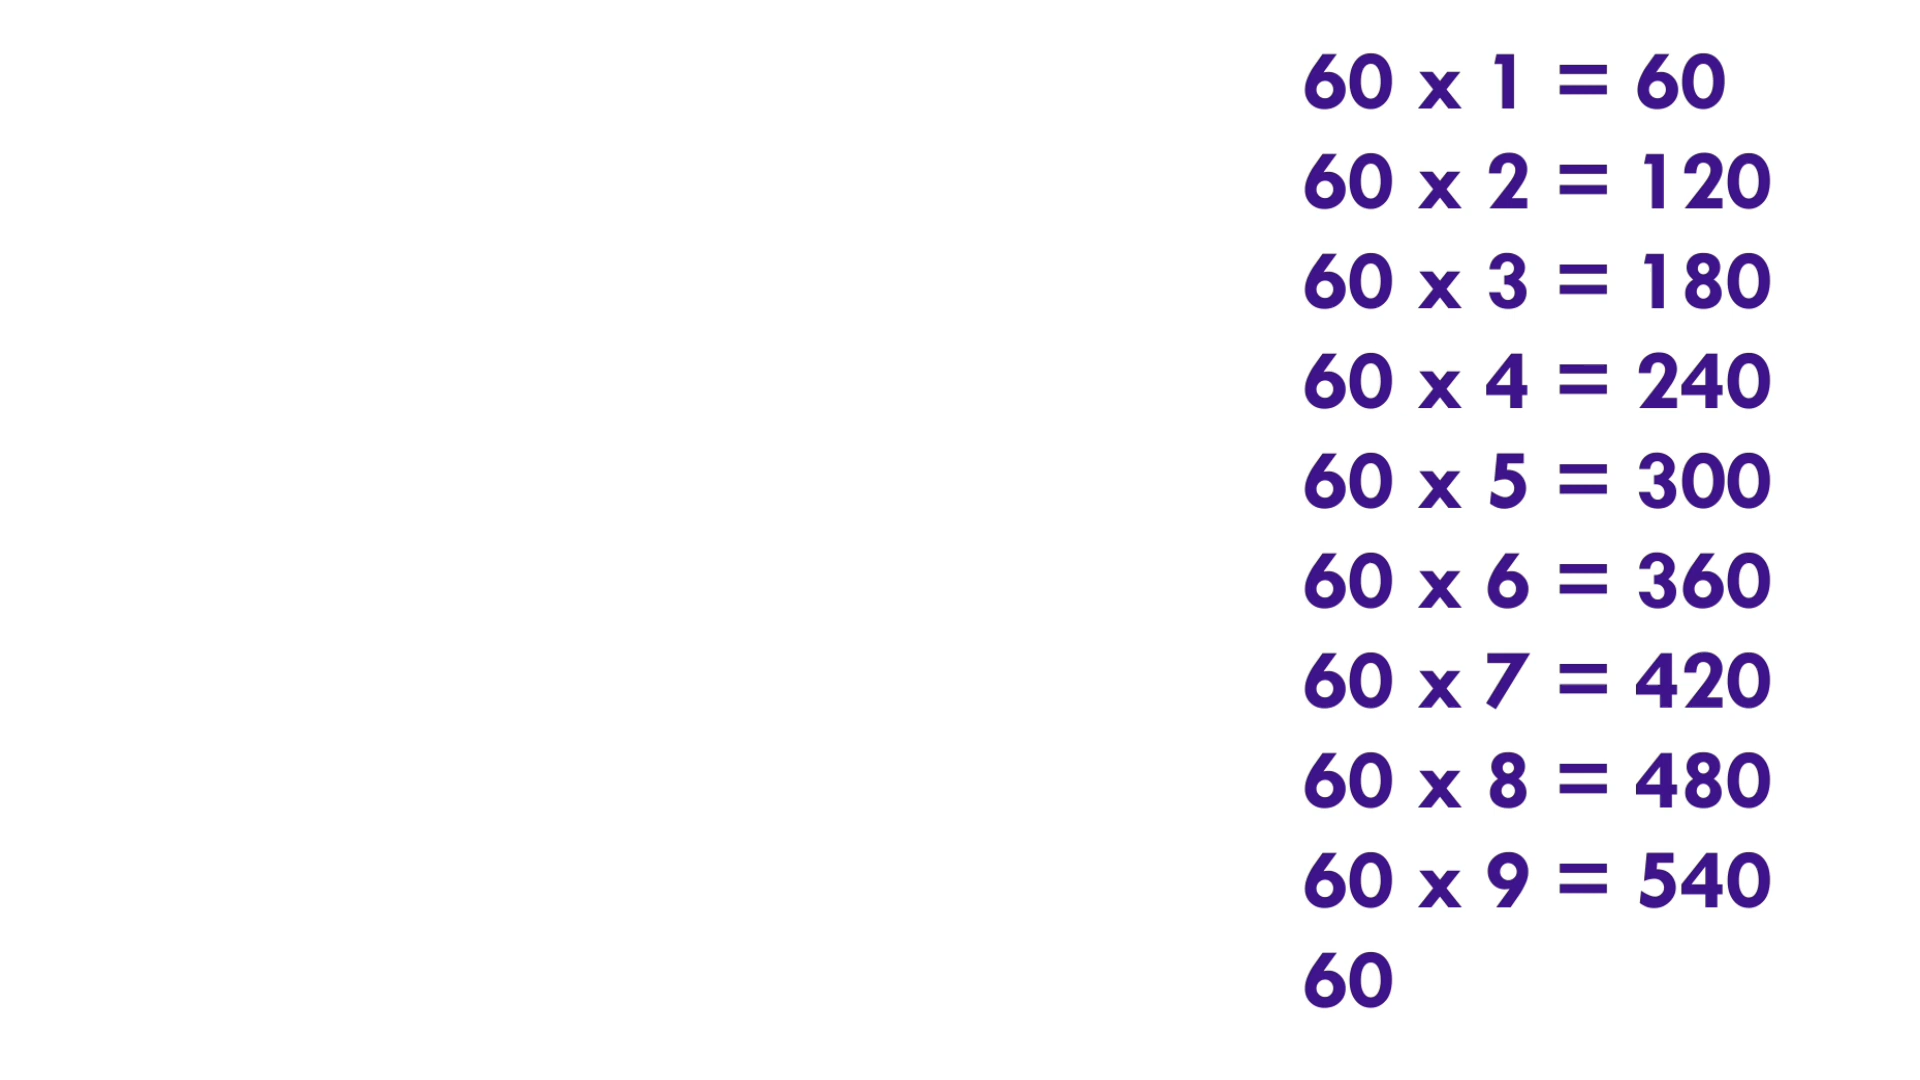 60 x 1 = 60
60 x 2 = 120
60 x 3 = 180
60 x 4 = 240
60 x 5 = 300
60 x 6 = 360
60 x 7 = 420
60 x 8 = 480
60 x 9 = 540
60